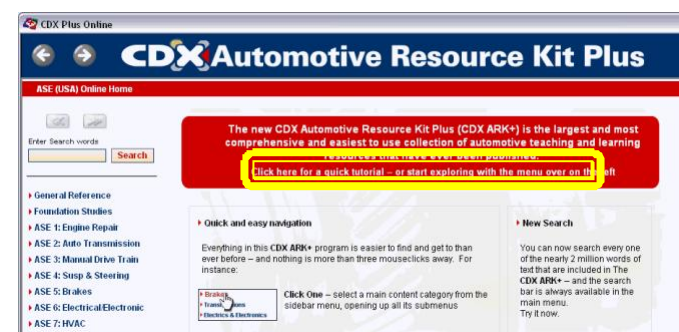 CDX Plus Online
CDX Automotive Resource Kit Plus
ASE (USA) Online Home
The new CDX Automotive Resource Kit Plus (CDX ARK+) is the largest and most
comprehensive and easiest to use collection of automotive teaching and learning
resources that have ever been published.
Click here for a quick tutorial – or start exploring with the menu over on the left
Enter Search words
Search
General Reference
Foundation Studies
ASE 1: Engine Repair
ASE 2: Auto Transmission
ASE 3: Manual Drive Train
ASE 4: Susp & Steering
ASE 5: Brakes
ASE 6: Electrical/Electronic
ASE 7: HVAC
Quick and easy navigation
Everything in this CDX ARK+ program is easier to find and get to than
ever before – and nothing is more than three mouseclicks away. For
instance:
Brakes
Electrics & Electronics
Click One – select a main content category from the
sidebar menu, opening up all its submenus
New Search
You can now search every one
of the nearly 2 million words of
text that are included in The
CDX ARK+ – and the search
bar is always available in the
main menu.
Try it now.